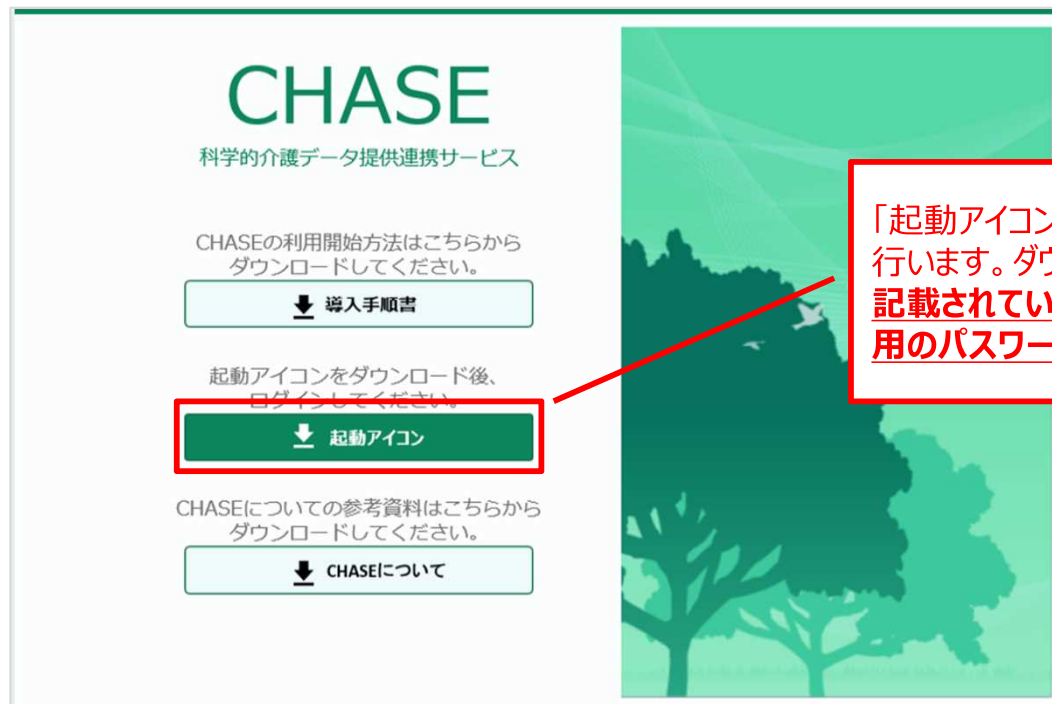 CHASE
科学的介護データ提供連携サービス
CHASEの利用開始方法はこちらから
ダウンロードしてください。
導入手順書
起動アイコンをダウンロード後、
ログインしてください。
起動アイコン
CHASEについての参考資料はこちらから
ダウンロードしてください。
CHASEについて
「起動アイコン
行います。ダウ
記載されてい
用のパスワー